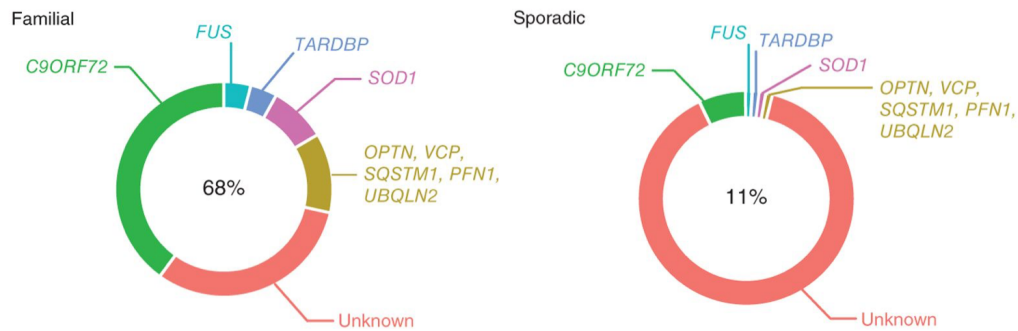 Familial
FUS
TARDBP
C9ORF72
SOD1
OPTN, VCP,
SQSTM1, PFN1,
UBQLN2
68%
Unknown
Sporadic
FUS
TARDBP
C9ORF72
SOD1
OPTN, VCP,
SQSTM1, PFN1,
UBQLN2
11%
Unknown